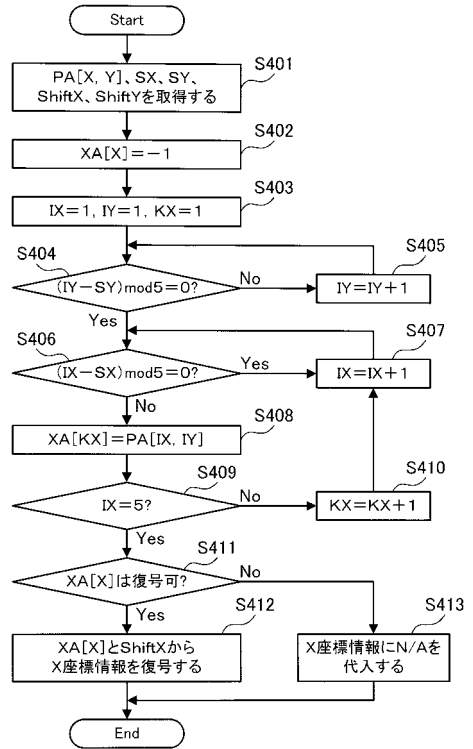 Start
S401
PA[X, Y]、SX、SY、
ShiftX、ShiftYを取得する
S402
XA[X]=−1
S403
IX=1, IY=1, KX=1
S404
(IY−SY)mod5=0?
No
S405
IY=IY+1
Yes
S406
(IX−SX)mod5=0?
Yes
S407
IX=IX+1
No
S408
XA[KX]=PA[IX, IY]
S409
IX=5?
No
S410
KX=KX+1
Yes
S411
XA[X]は復号可?
No
Yes
S412
XA[X]とShiftXから
X座標情報を復号する
S413
X座標情報にN/Aを
代入する
End